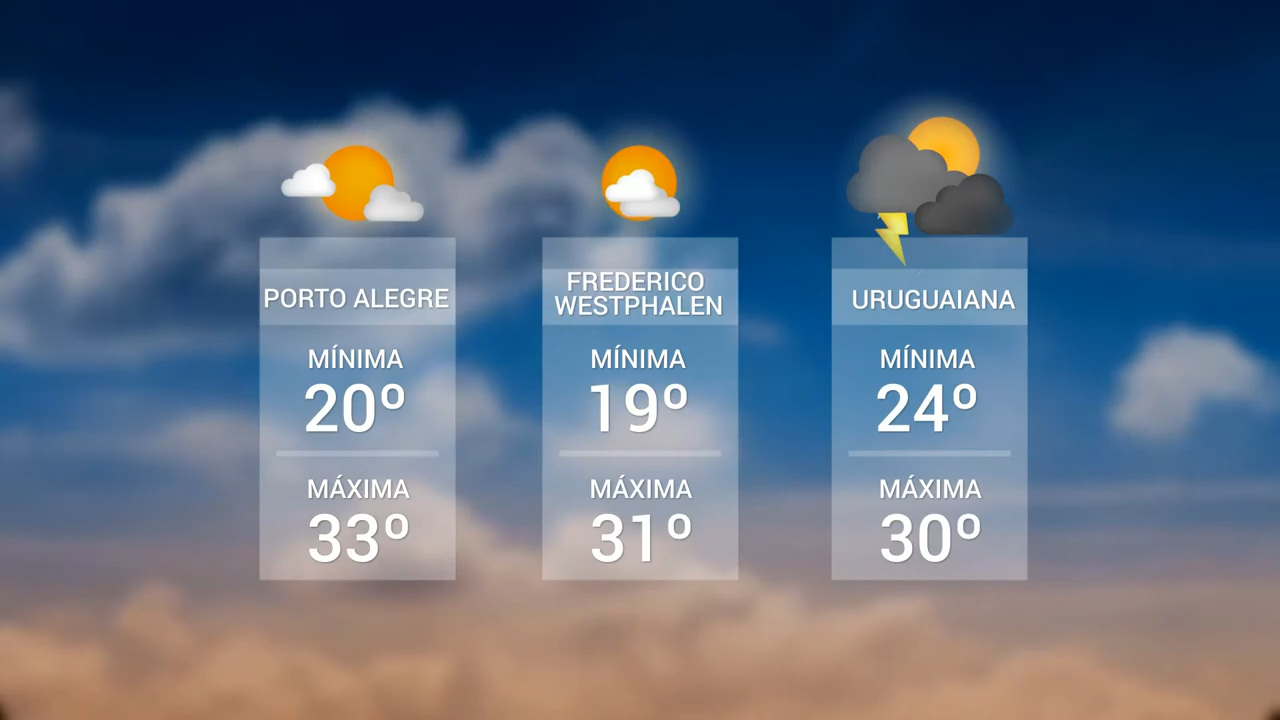 PORTO ALEGRE
MÍNIMA
20º
MÁXIMA
33º
FREDERICO
WESTPHALEN
MÍNIMA
19º
MÁXIMA
31º
URUGUAIANA
MÍNIMA
24º
MÁXIMA
30º